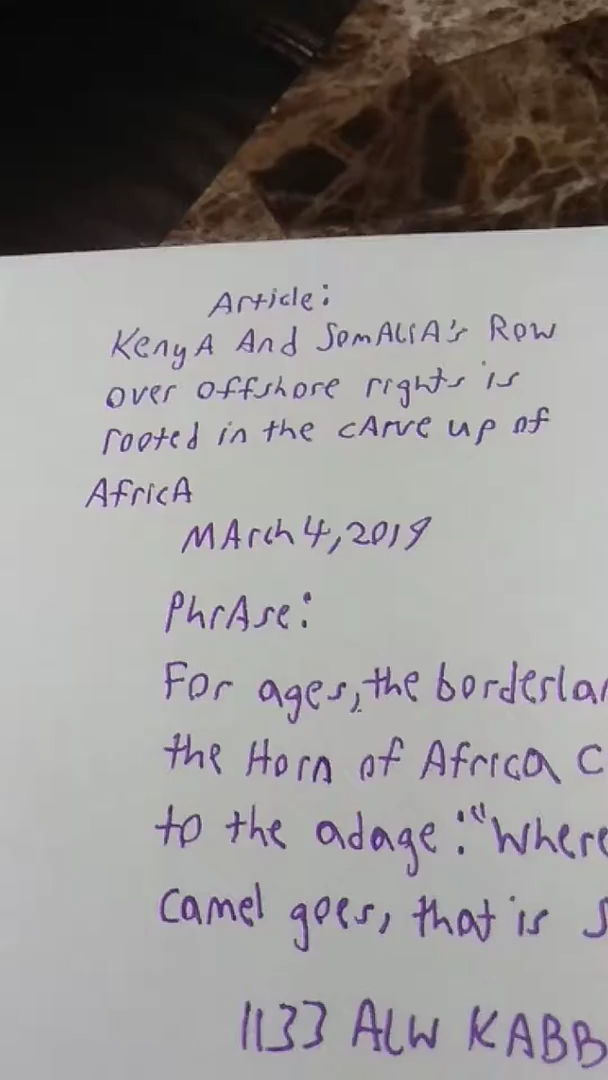 Article:
KenyA And SomAliA's Row
over offshore rights is
rooted in the cArve up of
AfricA
MArch 4, 2019
PhrAse:
For ages, the borderlan
the Horn of Africa C
to the adage: "Where
camel goes, that is S
1133 ALW KABB